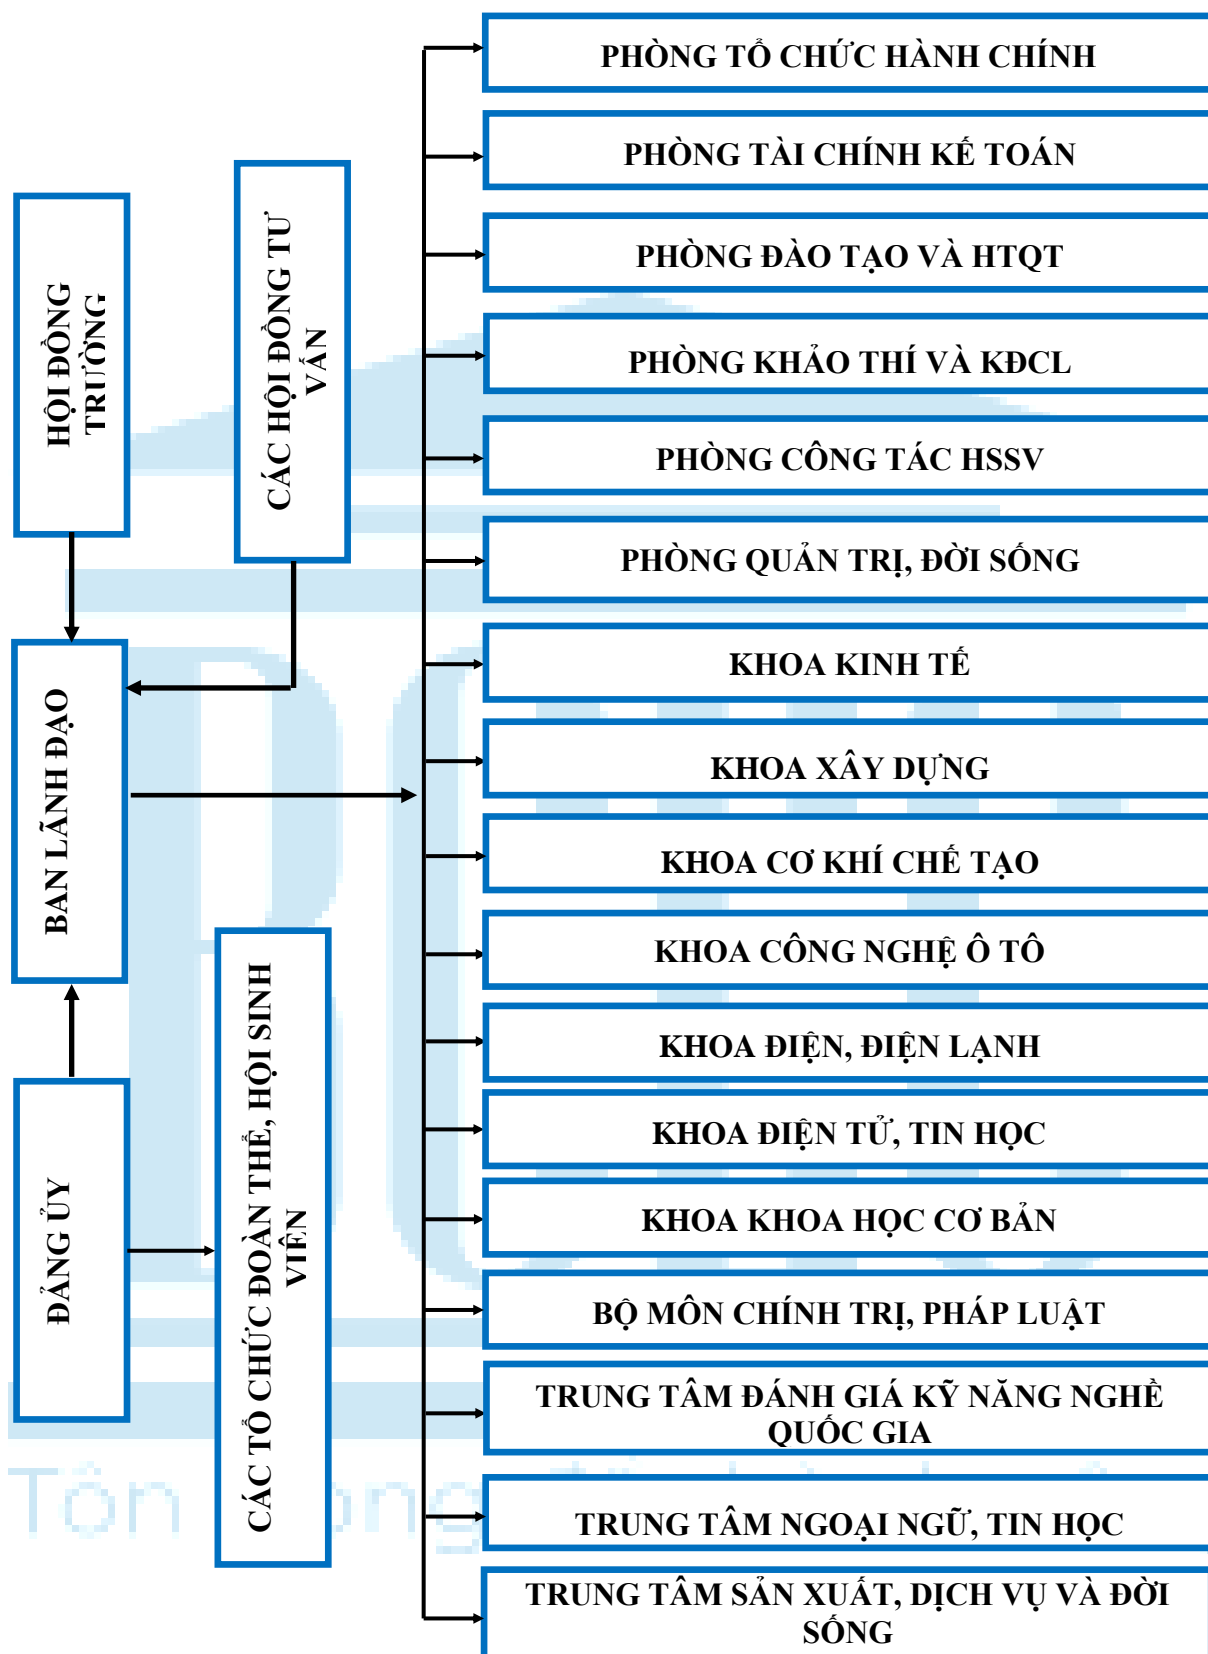 HỘI ĐỒNG
TRƯỜNG
CÁC HỘI ĐỒNG TƯ
VẤN
BAN LÃNH ĐẠO
ĐẢNG ỦY
CÁC TỔ CHỨC ĐOÀN THỂ, HỘI SINH
VIÊN
PHÒNG TỔ CHỨC HÀNH CHÍNH
PHÒNG TÀI CHÍNH KẾ TOÁN
PHÒNG ĐÀO TẠO VÀ HTQT
PHÒNG KHẢO THÍ VÀ KĐCL
PHÒNG CÔNG TÁC HSSV
PHÒNG QUẢN TRỊ, ĐỜI SỐNG
KHOA KINH TẾ
KHOA XÂY DỰNG
KHOA CƠ KHÍ CHẾ TẠO
KHOA CÔNG NGHỆ Ô TÔ
KHOA ĐIỆN, ĐIỆN LẠNH
KHOA ĐIỆN TỬ, TIN HỌC
KHOA KHOA HỌC CƠ BẢN
BỘ MÔN CHÍNH TRỊ, PHÁP LUẬT
TRUNG TÂM ĐÁNH GIÁ KỸ NĂNG NGHỀ
QUỐC GIA
TRUNG TÂM NGOẠI NGỮ, TIN HỌC
TRUNG TÂM SẢN XUẤT, DỊCH VỤ VÀ ĐỜI
SỐNG
Tôn